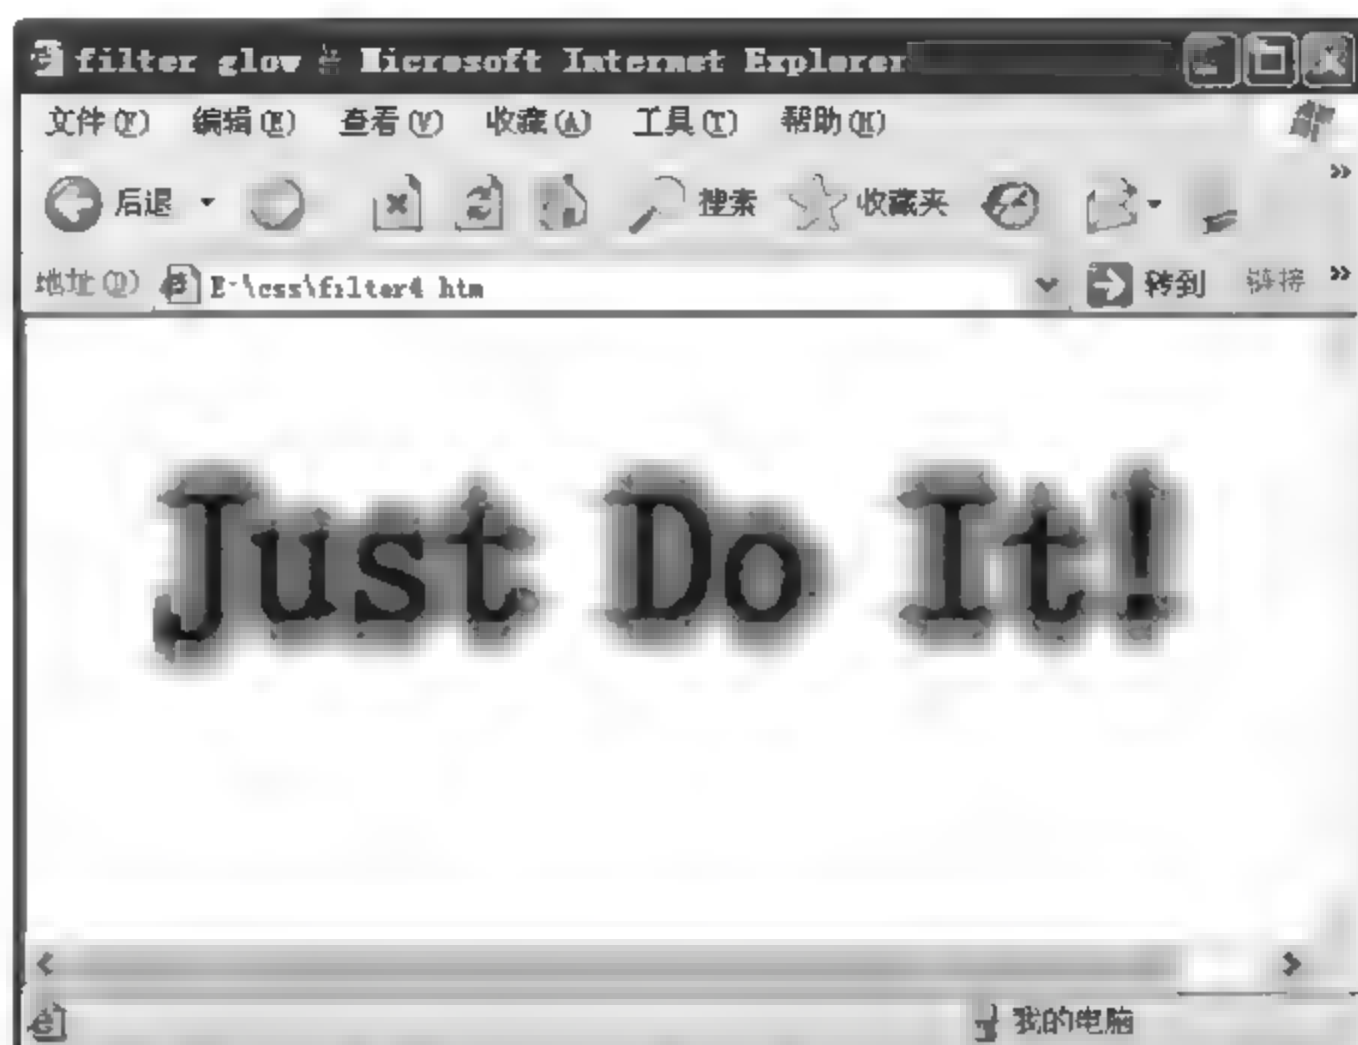 filter glow - Microsoft Internet Explorer
文件(F) 编辑(E) 查看(V) 收藏(A) 工具(T) 帮助(H)
后退 搜索 收藏夹 »
地址(D) E:\css\filter4.htm 转到 链接 »
Just Do It!
我的电脑